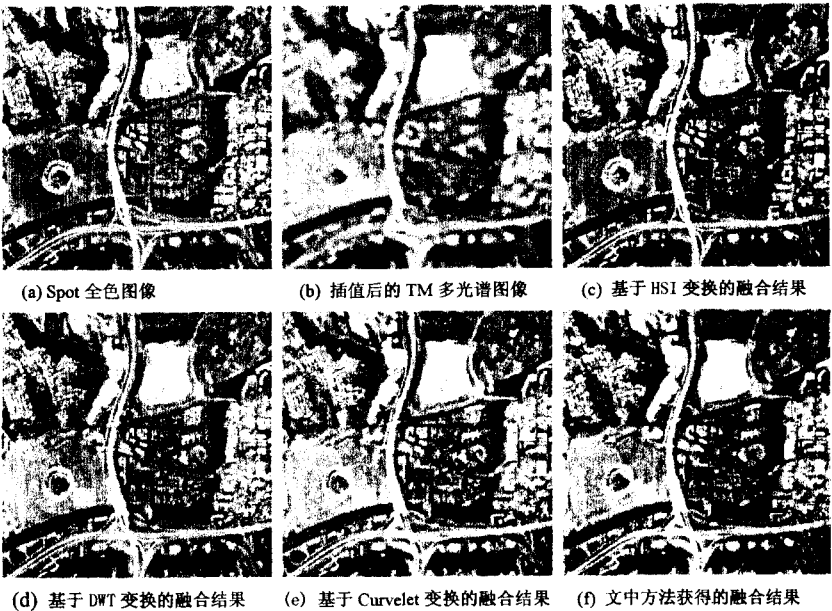 (a) Spot 全色图像
(b) 插值后的 TM 多光谱图像
(c) 基于 HSI 变换的融合结果
(d) 基于 DWT 变换的融合结果
(e) 基于 Curvelet 变换的融合结果
(f) 文中方法获得的融合结果